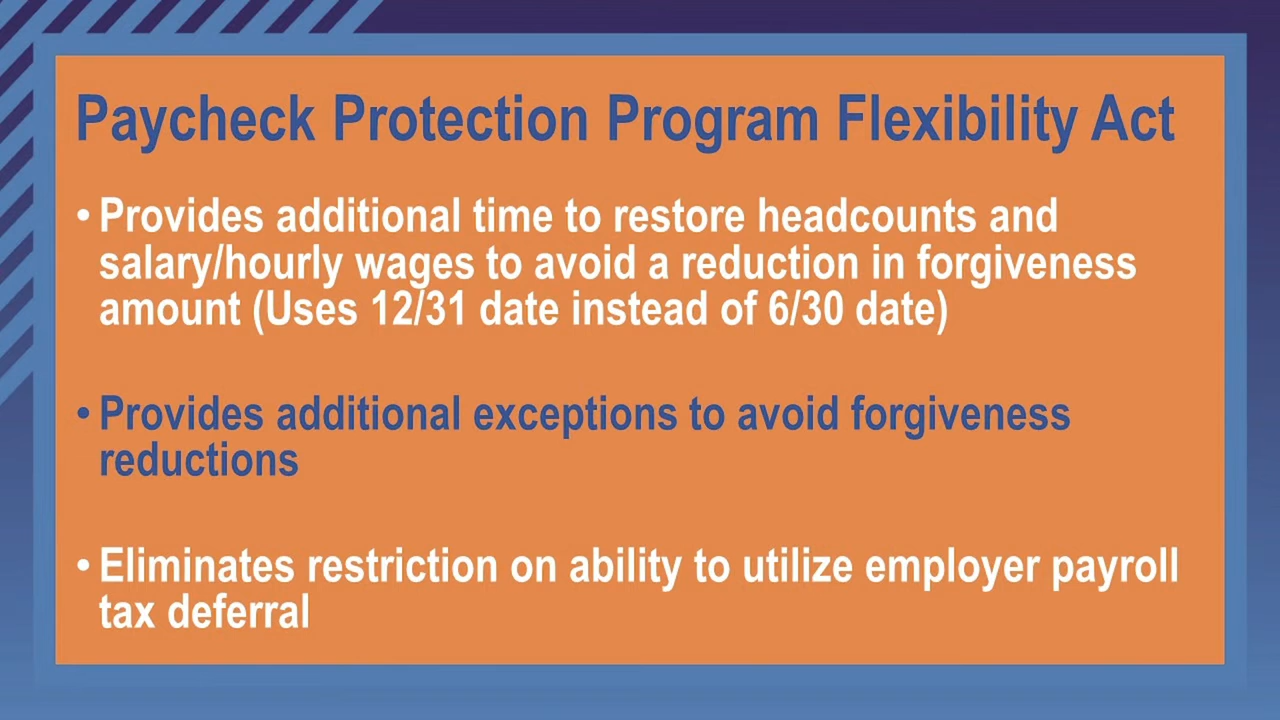 Paycheck Protection Program Flexibility Act
• Provides additional time to restore headcounts and
salary/hourly wages to avoid a reduction in forgiveness
amount (Uses 12/31 date instead of 6/30 date)
• Provides additional exceptions to avoid forgiveness
reductions
• Eliminates restriction on ability to utilize employer payroll
tax deferral